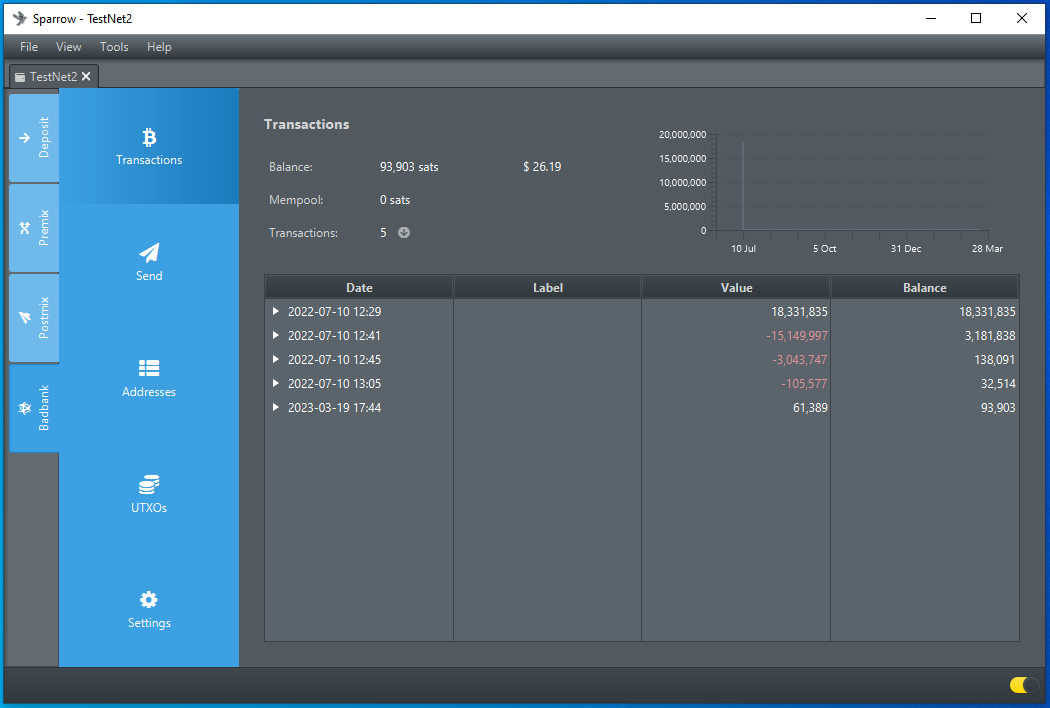 Sparrow - TestNet2
File View Tools Help
TestNet2
Deposit
Premix
Postmix
Badbank
Transactions
Send
Addresses
UTXOs
Settings
Transactions
Balance: 93,903 sats $ 26.19
Mempool: 0 sats
Transactions: 5
20,000,000
15,000,000
10,000,000
5,000,000
0
10 Jul 5 Oct 31 Dec 28 Mar
Date Label Value Balance
2022-07-10 12:29 18,331,835 18,331,835
2022-07-10 12:41 -15,149,997 3,181,838
2022-07-10 12:45 -3,043,747 138,091
2022-07-10 13:05 -105,577 32,514
2023-03-19 17:44 61,389 93,903